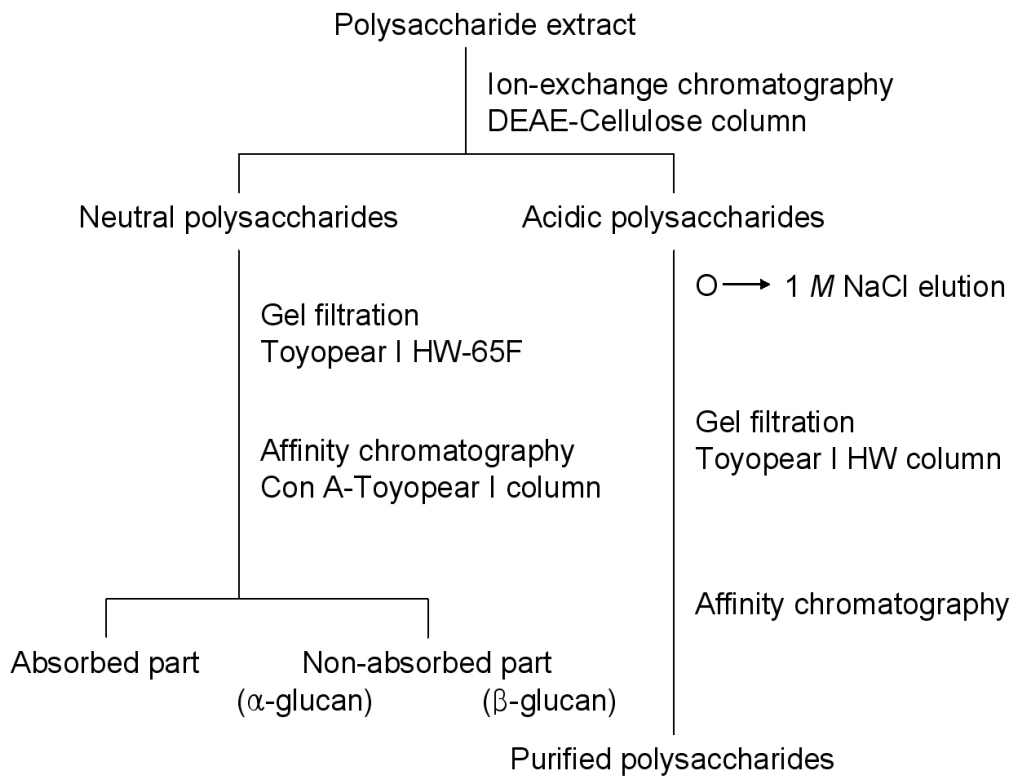 Polysaccharide extract
Ion-exchange chromatography
DEAE-Cellulose column
Neutral polysaccharides
Acidic polysaccharides
O → 1 M NaCl elution
Gel filtration
Toyopear I HW-65F
Gel filtration
Toyopear I HW column
Affinity chromatography
Con A-Toyopear I column
Affinity chromatography
Absorbed part
Non-absorbed part
(α-glucan)
(β-glucan)
Purified polysaccharides